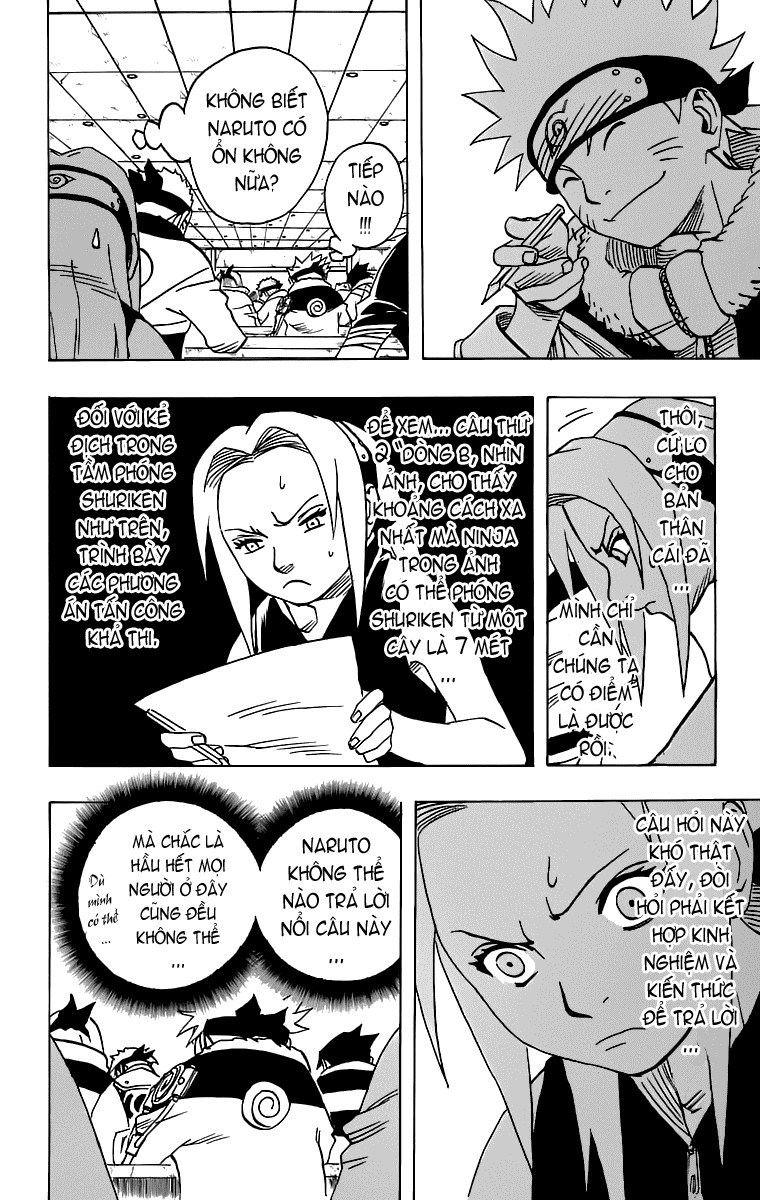 KHÔNG BIẾT
NARUTO CÓ
ỔN KHÔNG
NỮA?
TIẾP
NÀO
!!!
THÔI,
CỨ LO
CHO
BẢN
THÂN
CÁI ĐÃ
...
MÌNH CHỈ
CẦN
CHÚNG TA
CÓ ĐIỂM
LÀ ĐƯỢC
RỒI.
ĐỂ XEM... CÂU THỨ
2 "DÒNG B, NHÌN
ẢNH, CHO THẤY
KHOẢNG CÁCH XA
NHẤT MÀ NINJA
TRONG ẢNH
CÓ THỂ PHÓNG
SHURIKEN TỪ MỘT
CÂY LÀ 7 MÉT
...
ĐỐI VỚI KẺ
ĐỊCH TRONG
TẦM PHÓNG
SHURIKEN
NHƯ TRÊN,
TRÌNH BÀY
CÁC PHƯƠNG
ÁN TẤN CÔNG
KHẢ THI.
CÂU HỎI NÀY
KHÓ THẬT
ĐẤY, ĐÒI
HỎI PHẢI KẾT
HỢP KINH
NGHIỆM VÀ
KIẾN THỨC
ĐỂ TRẢ LỜI
...
NARUTO
KHÔNG THỂ
NÀO TRẢ LỜI
NỔI CÂU NÀY
...
MÀ CHẮC LÀ
HẦU HẾT MỌI
NGƯỜI Ở ĐÂY
CŨNG ĐỀU
KHÔNG THỂ
...
Dù
mình
có thể
...